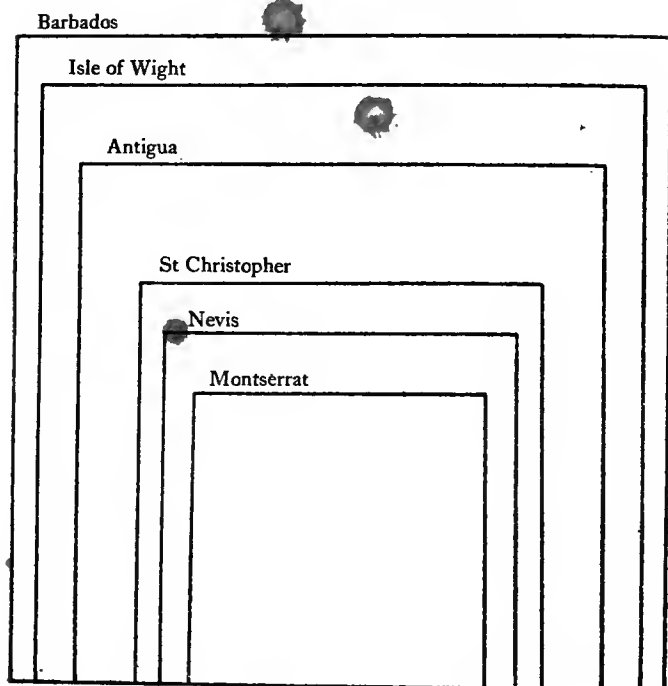 Barbados
Isle of Wight
Antigua
St Christopher
Nevis
Montserrat